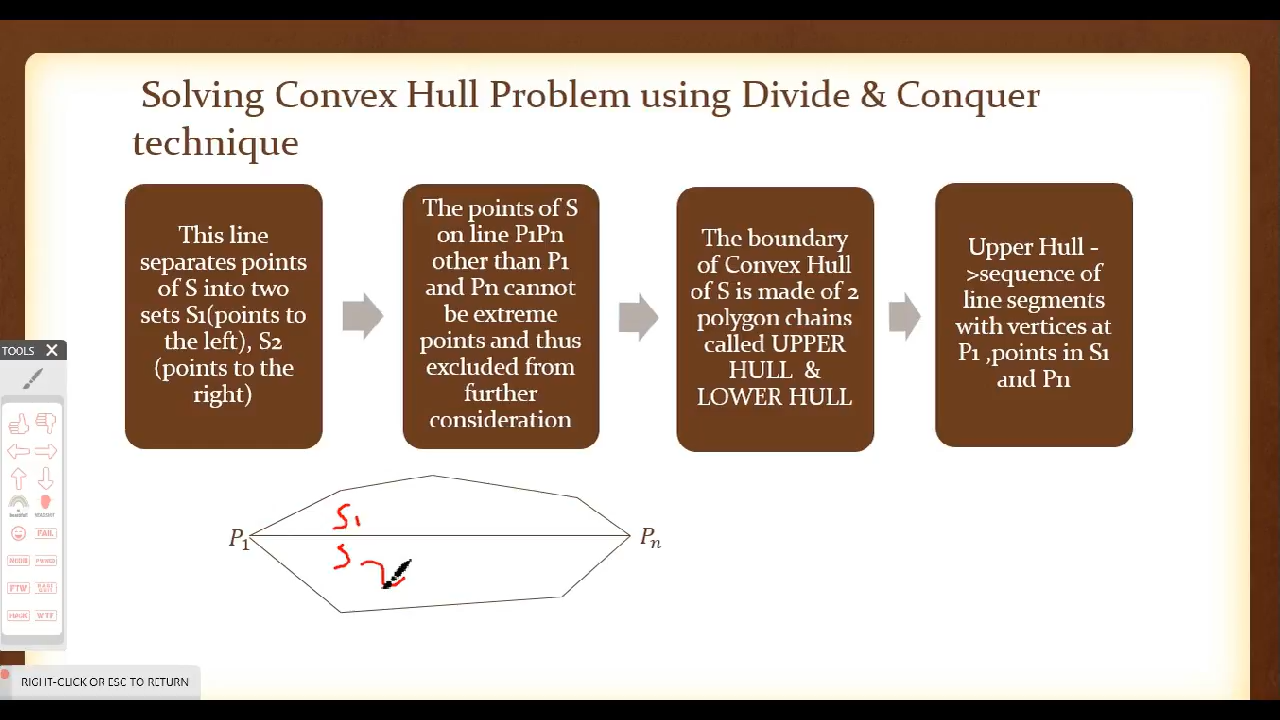 Solving Convex Hull Problem using Divide & Conquer
technique
This line
separates points
of S into two
sets S1(points to
the left), S2
(points to the
right)
The points of S
on line P1Pn
other than P1
and Pn cannot
be extreme
points and thus
excluded from
further
consideration
The boundary
of Convex Hull
of S is made of 2
polygon chains
called UPPER
HULL &
LOWER HULL
Upper Hull -
>sequence of
line segments
with vertices at
P1 ,points in S1
and Pn
TOOLS
FAIL
FTW
WTF
S1
P1
Pn
S2
RIGHT-CLICK OR ESC TO RETURN